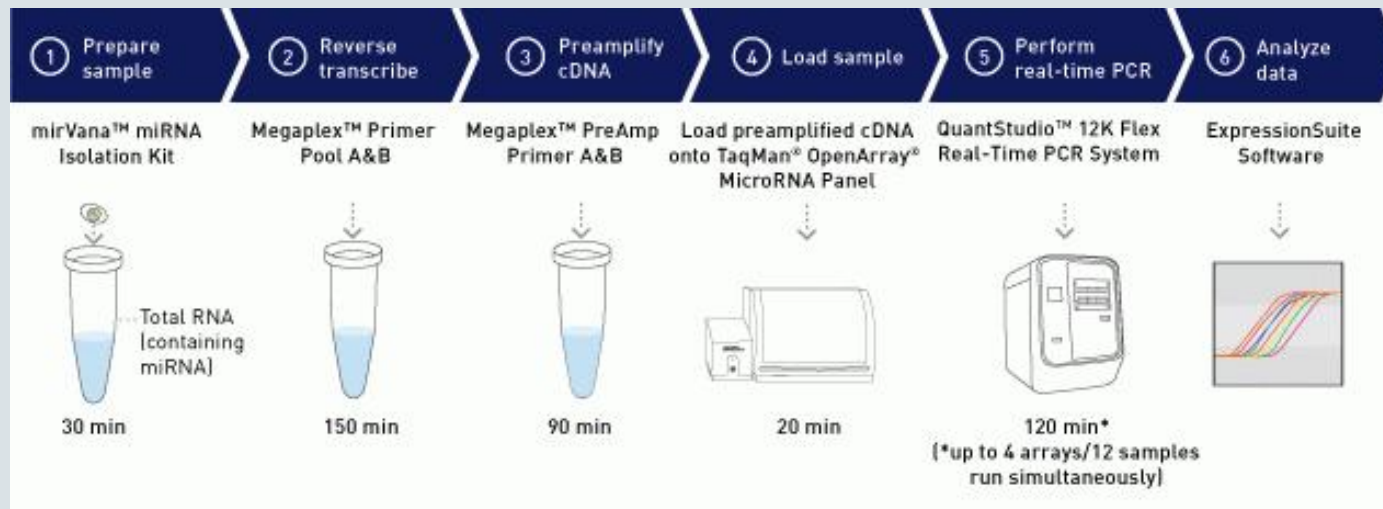 1 Prepare
sample
2 Reverse
transcribe
3 Preamplify
cDNA
4 Load sample
5 Perform
real-time PCR
6 Analyze
data
mirVana™ miRNA
Isolation Kit
Megaplex™ Primer
Pool A&B
Megaplex™ PreAmp
Primer A&B
Load preamplified cDNA
onto TaqMan® OpenArray®
MicroRNA Panel
QuantStudio™ 12K Flex
Real-Time PCR System
ExpressionSuite
Software
Total RNA
(containing
miRNA)
30 min
150 min
90 min
20 min
120 min*
(*up to 4 arrays/12 samples
run simultaneously)